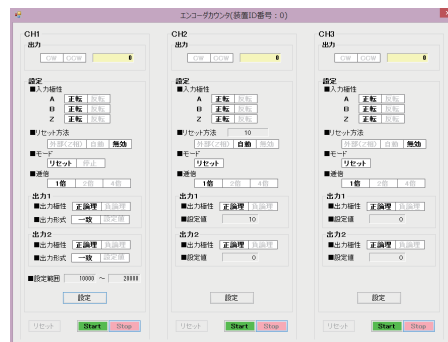 エンコーダカウンタ(装置ID番号：0)
CH1
出力
CW CCW 0
設定
■入力極性
A 正転 反転
B 正転 反転
Z 正転 反転
■リセット方法
外部(Z相) 自動 無効
■モード
リセット 停止
■逓倍
1倍 2倍 4倍
出力1
■出力極性 正論理 負論理
■出力形式 一致 設定値
出力2
■出力極性 正論理 負論理
■出力形式 一致 設定値
■設定範囲 10000 ～ 20000
設定
リセット Start Stop
CH2
出力
CW CCW 0
設定
■入力極性
A 正転 反転
B 正転 反転
Z 正転 反転
■リセット方法 10
外部(Z相) 自動 無効
■モード
リセット
■逓倍
1倍 2倍 4倍
出力1
■出力極性 正論理 負論理
■設定値 10
出力2
■出力極性 正論理 負論理
■設定値 0
設定
リセット Start Stop
CH3
出力
CW CCW 0
設定
■入力極性
A 正転 反転
B 正転 反転
Z 正転 反転
■リセット方法
外部(Z相) 自動 無効
■モード
リセット
■逓倍
1倍 2倍 4倍
出力1
■出力極性 正論理 負論理
■設定値 0
出力2
■出力極性 正論理 負論理
■設定値 0
設定
リセット Start Stop